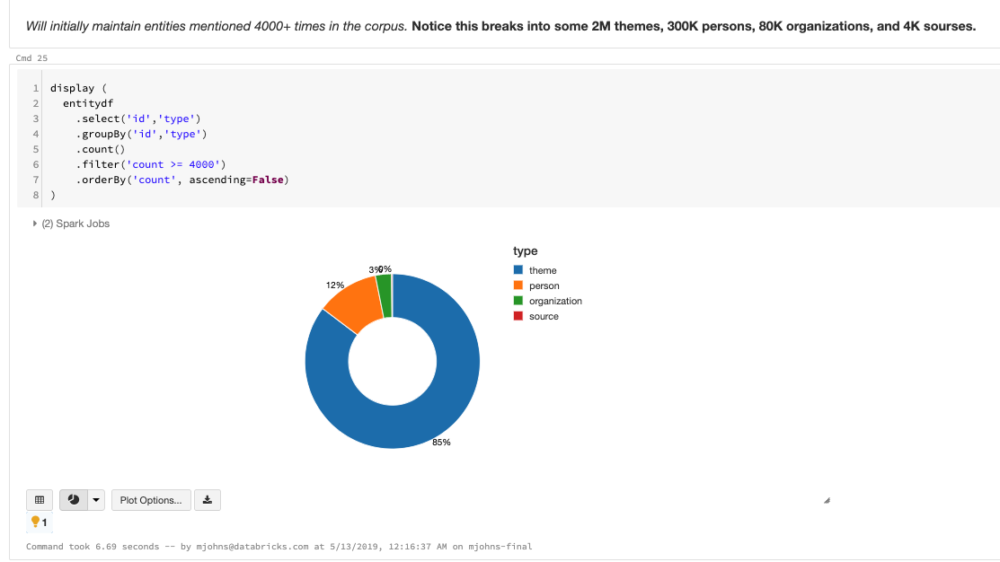 Will initially maintain entities mentioned 4000+ times in the corpus. Notice this breaks into some 2M themes, 300K persons, 80K organizations, and 4K sourses.
Cmd 25
1 display (
2 entitydf
3 .select('id','type')
4 .groupBy('id','type')
5 .count()
6 .filter('count >= 4000')
7 .orderBy('count', ascending=False)
8 )
(2) Spark Jobs
type
theme
person
organization
source
3%
0%
12%
85%
Plot Options...
1
Command took 6.69 seconds -- by mjohns@databricks.com at 5/13/2019, 12:16:37 AM on mjohns-final